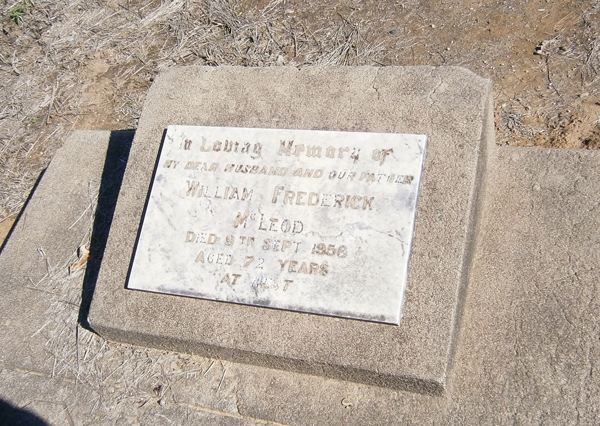 In Loving Memory of
MY DEAR HUSBAND AND OUR FATHER
WILLIAM FREDERICK
McLEOD
DIED 8TH SEPT 1958
AGED 72 YEARS
AT REST